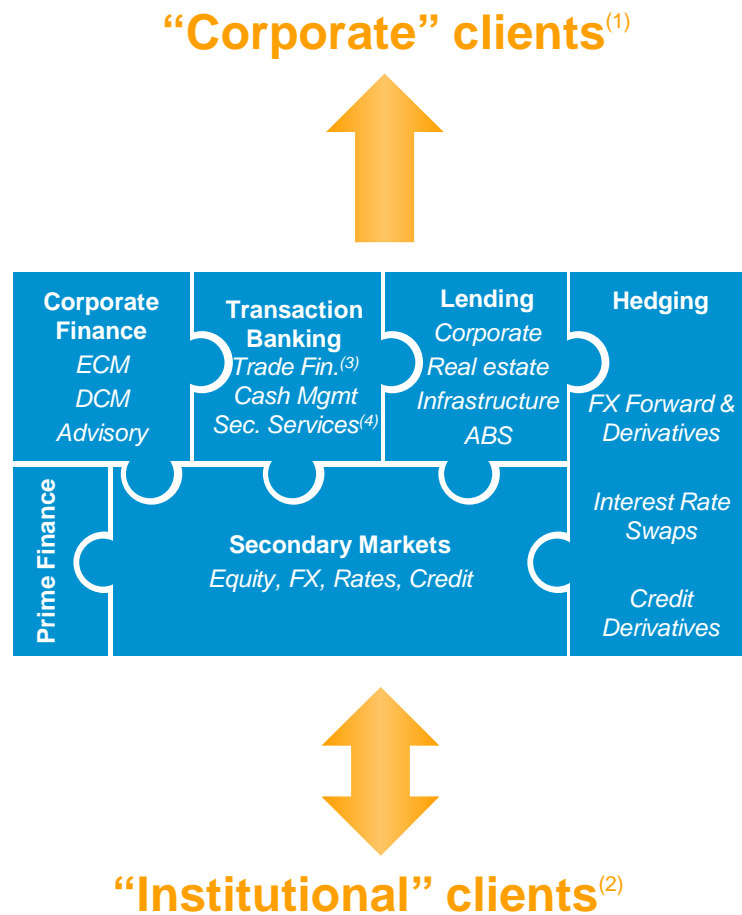 “Corporate” clients(1)
Corporate
Finance
ECM
DCM
Advisory
Transaction
Banking
Trade Fin.(3)
Cash Mgmt
Sec. Services(4)
Lending
Corporate
Real estate
Infrastructure
ABS
Hedging
FX Forward &
Derivatives
Interest Rate
Swaps
Credit
Derivatives
Prime Finance
Secondary Markets
Equity, FX, Rates, Credit
“Institutional” clients(2)